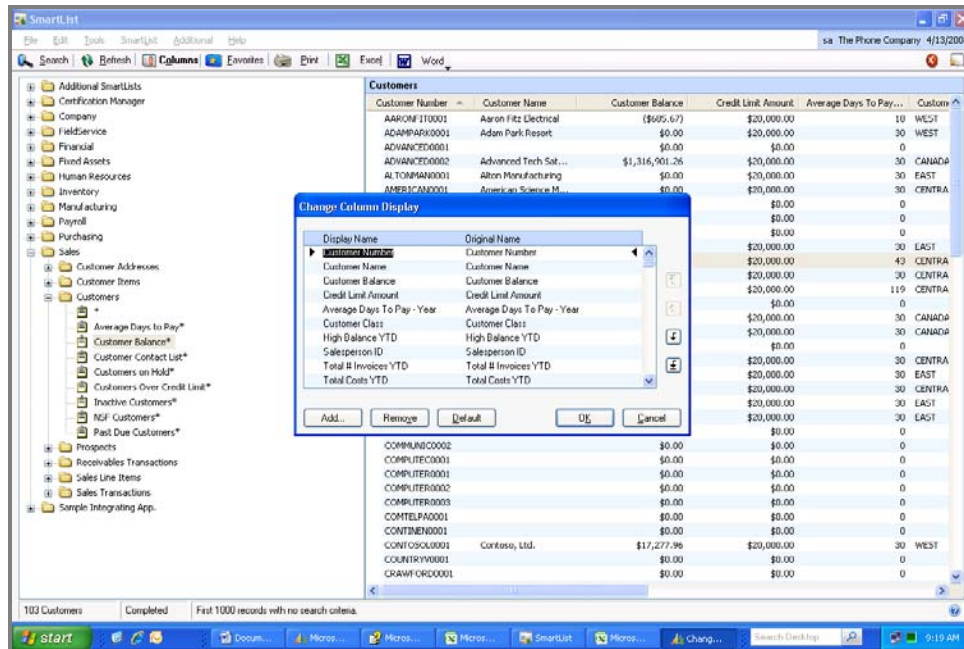 SmartList
File Edit Tools SmartList Additional Help
sa The Phone Company 4/13/200
Search Refresh Columns Favorites Print Excel Word
Additional SmartLists
Certification Manager
Company
FieldService
Financial
Fixed Assets
Human Resources
Inventory
Manufacturing
Payroll
Purchasing
Sales
Customer Addresses
Customer Items
Customers
*
Average Days to Pay*
Customer Balance*
Customer Contact List*
Customers on Hold*
Customers Over Credit Limit*
Inactive Customers*
NSF Customers*
Past Due Customers*
Prospects
Receivables Transactions
Sales Line Items
Sales Transactions
Sample Integrating App.
Customers
Customer Number Customer Name Customer Balance Credit Limit Amount Average Days To Pay... Custom
AARONFIT0001 Aaron Fitz Electrical ($605.67) $20,000.00 10 WEST
ADAMPARK0001 Adam Park Resort $0.00 $20,000.00 30 WEST
ADVANCED0001 $0.00 $0.00 0
ADVANCED0002 Advanced Tech Sat... $1,316,901.26 $20,000.00 30 CANADA
ALTONMAN0001 Alton Manufacturing $0.00 $20,000.00 30 EAST
AMERICAN0001 American Science M... $0.00 $20,000.00 30 CENTRA
$0.00 0
$0.00 0
$0.00 0
$20,000.00 30 EAST
$20,000.00 43 CENTRA
$20,000.00 30 CENTRA
$20,000.00 119 CENTRA
$0.00 0
$20,000.00 30 CANADA
$20,000.00 30 CANADA
$0.00 0
$20,000.00 30 CENTRA
$20,000.00 30 EAST
$20,000.00 30 CENTRA
$20,000.00 30 EAST
$20,000.00 30 EAST
$0.00 0
COMMUNIC0002 $0.00 $0.00 0
COMPUTEC0001 $0.00 $0.00 0
COMPUTER0001 $0.00 $0.00 0
COMPUTER0002 $0.00 $0.00 0
COMPUTER0003 $0.00 $0.00 0
COMTELPA0001 $0.00 $0.00 0
CONTINEN0001 $0.00 $0.00 0
CONTOSOL0001 Contoso, Ltd. $17,277.96 $20,000.00 30 WEST
COUNTRYV0001 $0.00 $0.00 0
CRAWFORD0001 $0.00 $0.00 0
Change Column Display
Display Name Original Name
Customer Number Customer Number
Customer Name Customer Name
Customer Balance Customer Balance
Credit Limit Amount Credit Limit Amount
Average Days To Pay - Year Average Days To Pay - Year
Customer Class Customer Class
High Balance YTD High Balance YTD
Salesperson ID Salesperson ID
Total # Invoices YTD Total # Invoices YTD
Total Costs YTD Total Costs YTD
Add... Remove Default OK Cancel
103 Customers Completed First 1000 records with no search criteria.
start Docum... Micros... Micros... Micros... SmartList Micros... Chang... Search Desktop 9:19 AM